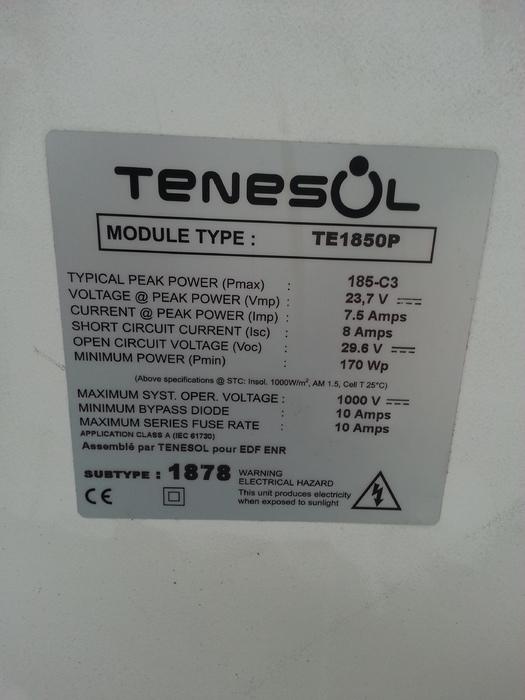 TENESOL
MODULE TYPE : TE1850P
TYPICAL PEAK POWER (Pmax) : 185-C3
VOLTAGE @ PEAK POWER (Vmp) : 23,7 V
CURRENT @ PEAK POWER (Imp) : 7.5 Amps
SHORT CIRCUIT CURRENT (Isc) : 8 Amps
OPEN CIRCUIT VOLTAGE (Voc) : 29.6 V
MINIMUM POWER (Pmin) : 170 Wp
(Above specifications @ STC: Insol. 1000W/m², AM 1.5, Cell T 25°C)
MAXIMUM SYST. OPER. VOLTAGE : 1000 V
MINIMUM BYPASS DIODE : 10 Amps
MAXIMUM SERIES FUSE RATE : 10 Amps
APPLICATION CLASS A (IEC 61730)
Assemblé par TENESOL pour EDF ENR
SUBTYPE : 1878
WARNING
ELECTRICAL HAZARD
This unit produces electricity
when exposed to sunlight
CE